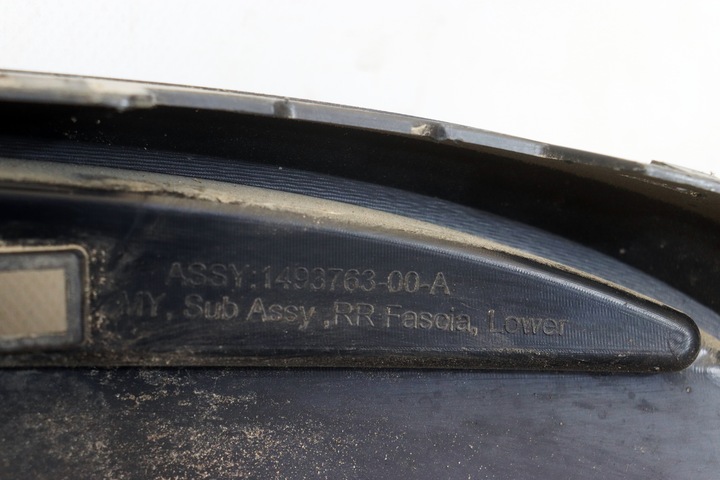 ASSY:1493763-00-A
MY, Sub Assy ,RR Fascia, Lower